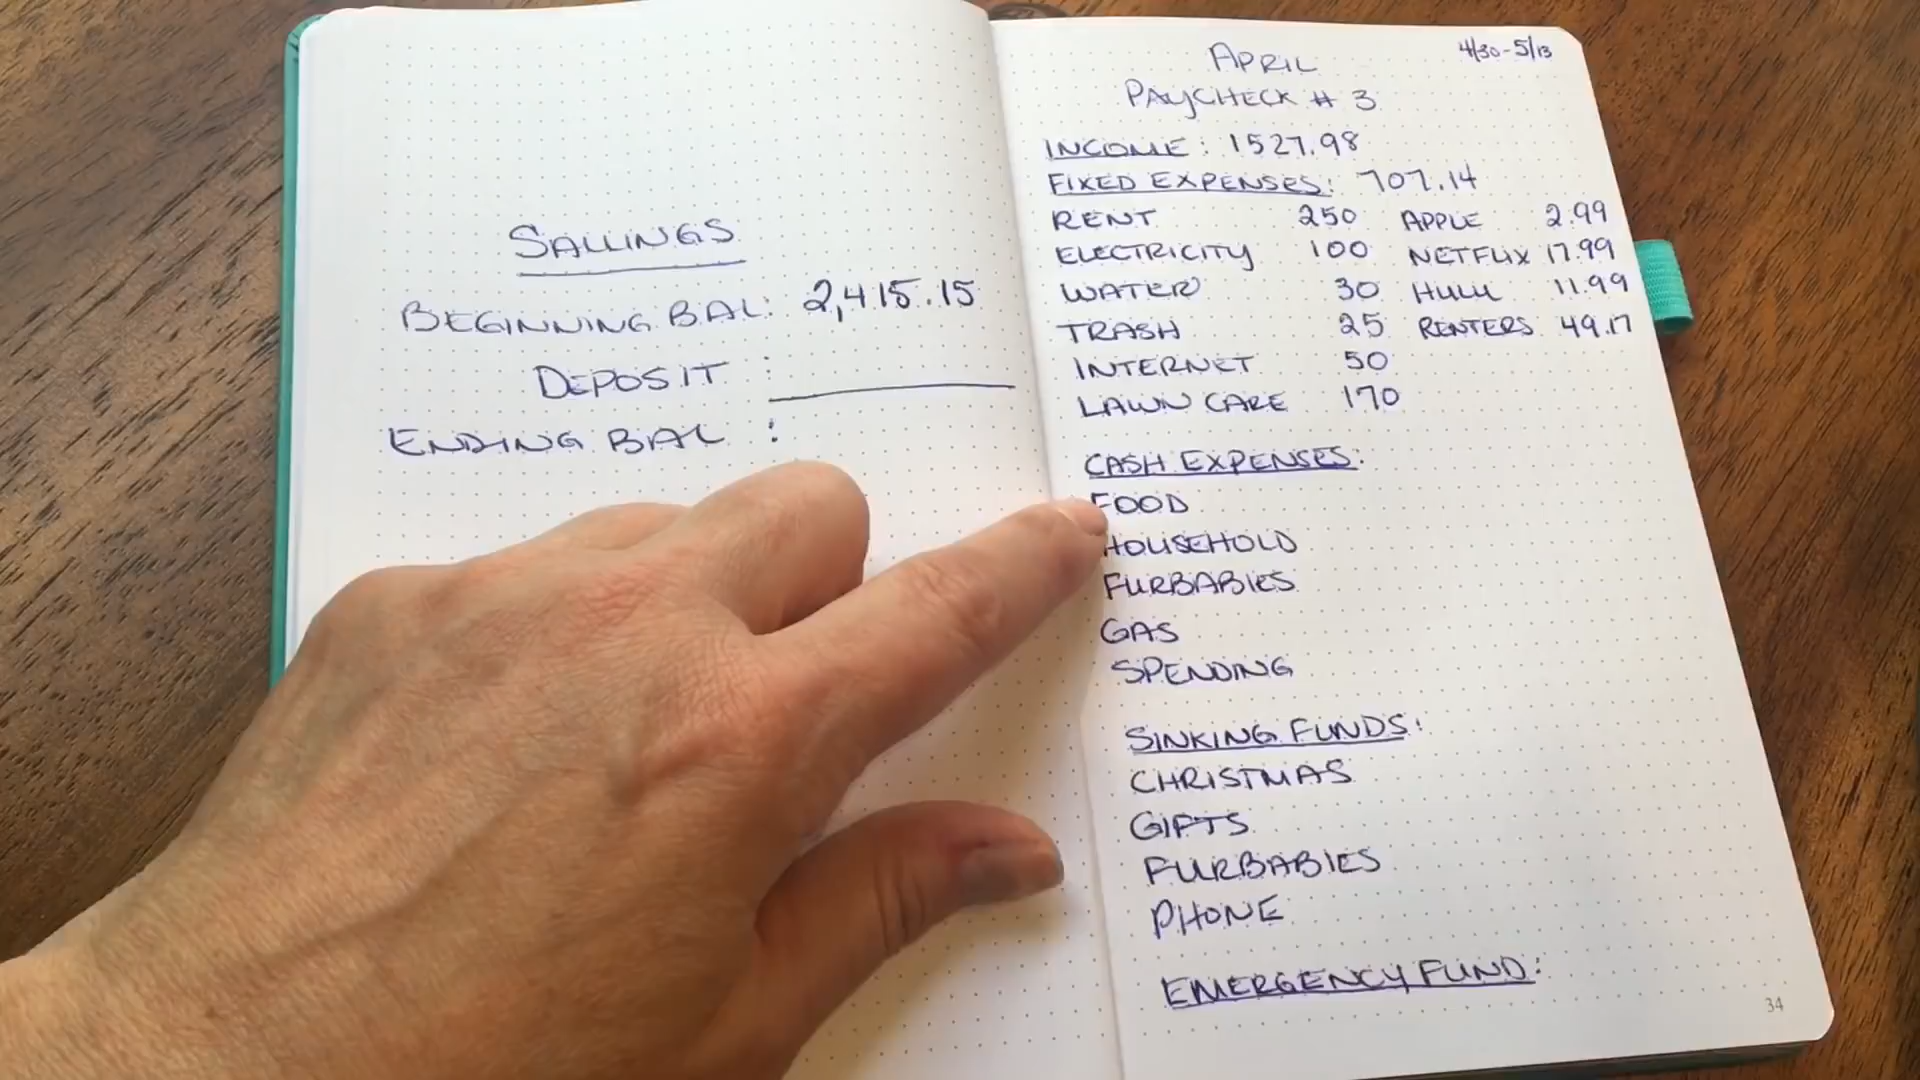 SAVINGS
BEGINNING BAL: 2,415.15
DEPOSIT :
ENDING BAL :
APRIL
4/30-5/13
PAYCHECK # 3
INCOME: 1527.98
FIXED EXPENSES: 707.14
RENT 250 APPLE 2.99
ELECTRICITY 100 NETFLIX 17.99
WATER 30 HULU 11.99
TRASH 25 RENTERS 49.17
INTERNET 50
LAWN CARE 170
CASH EXPENSES:
FOOD
HOUSEHOLD
FURBABIES
GAS
SPENDING
SINKING FUNDS:
CHRISTMAS
GIFTS
FURBABIES
PHONE
EMERGENCY FUND:
34